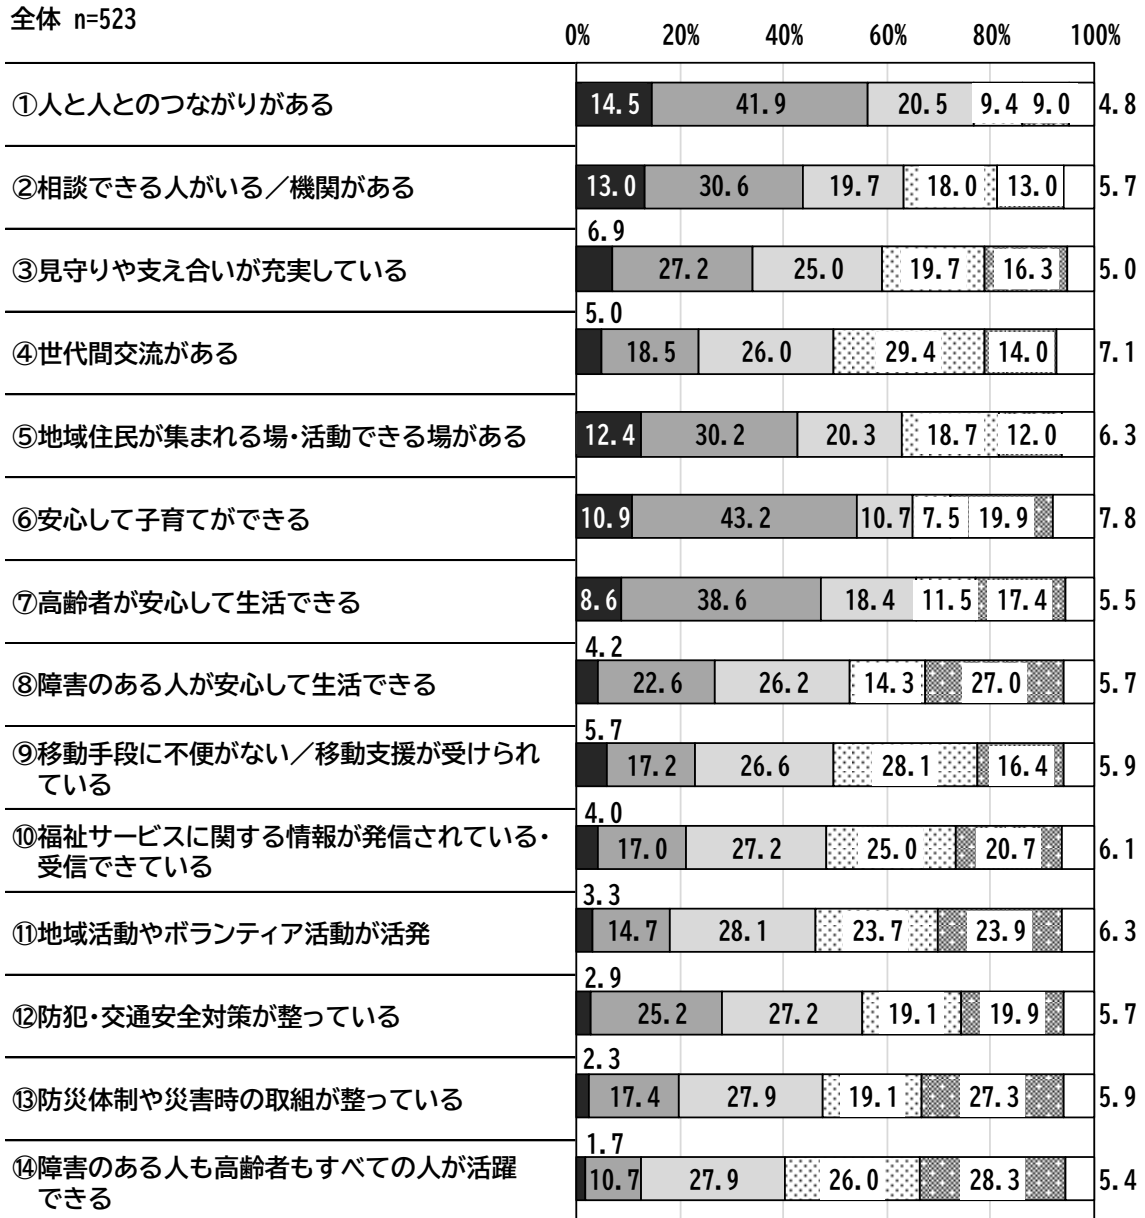 全体 n=523
0% 20% 40% 60% 80% 100%
①人と人とのつながりがある 14.5 41.9 20.5 9.4 9.0 4.8
②相談できる人がいる／機関がある 13.0 30.6 19.7 18.0 13.0 5.7
6.9
③見守りや支え合いが充実している 27.2 25.0 19.7 16.3 5.0
5.0
④世代間交流がある 18.5 26.0 29.4 14.0 7.1
⑤地域住民が集まれる場・活動できる場がある 12.4 30.2 20.3 18.7 12.0 6.3
⑥安心して子育てができる 10.9 43.2 10.7 7.5 19.9 7.8
⑦高齢者が安心して生活できる 8.6 38.6 18.4 11.5 17.4 5.5
4.2
⑧障害のある人が安心して生活できる 22.6 26.2 14.3 27.0 5.7
5.7
⑨移動手段に不便がない／移動支援が受けられ
ている 17.2 26.6 28.1 16.4 5.9
4.0
⑩福祉サービスに関する情報が発信されている・
受信できている 17.0 27.2 25.0 20.7 6.1
3.3
⑪地域活動やボランティア活動が活発 14.7 28.1 23.7 23.9 6.3
2.9
⑫防犯・交通安全対策が整っている 25.2 27.2 19.1 19.9 5.7
2.3
⑬防災体制や災害時の取組が整っている 17.4 27.9 19.1 27.3 5.9
1.7
⑭障害のある人も高齢者もすべての人が活躍
できる 10.7 27.9 26.0 28.3 5.4